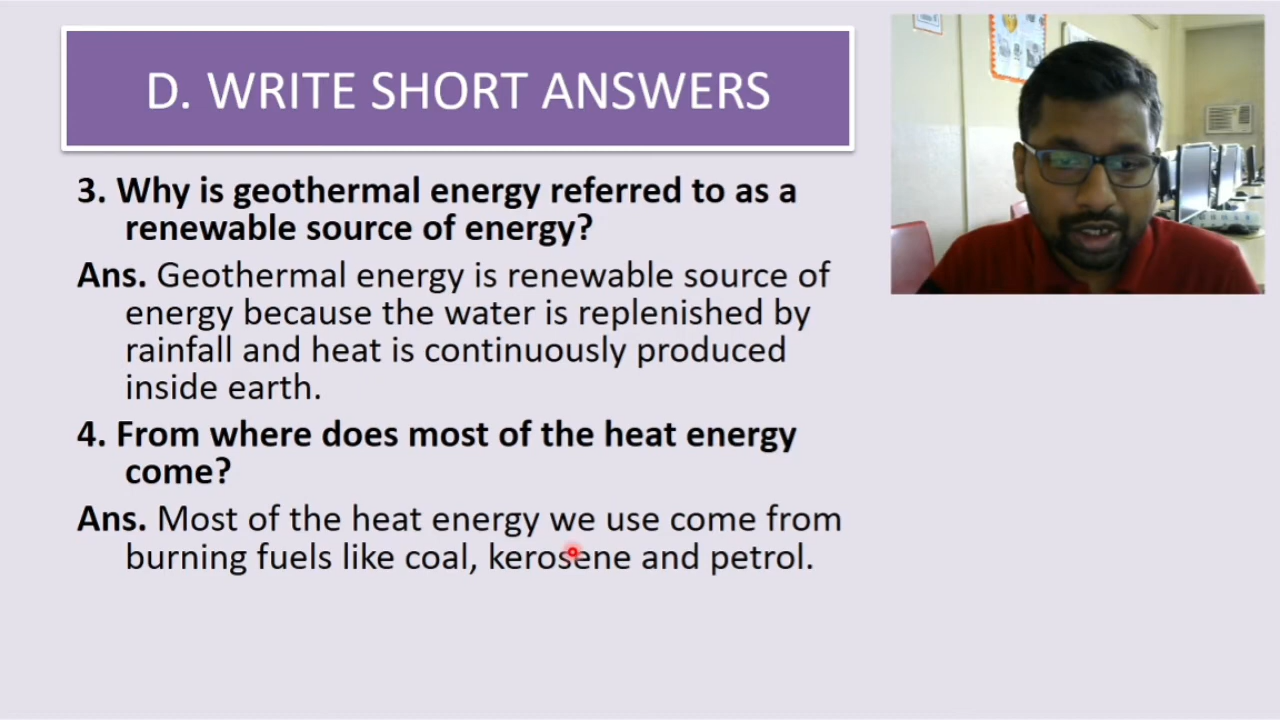 D. WRITE SHORT ANSWERS
3. Why is geothermal energy referred to as a
renewable source of energy?
Ans. Geothermal energy is renewable source of
energy because the water is replenished by
rainfall and heat is continuously produced
inside earth.
4. From where does most of the heat energy
come?
Ans. Most of the heat energy we use come from
burning fuels like coal, kerosene and petrol.